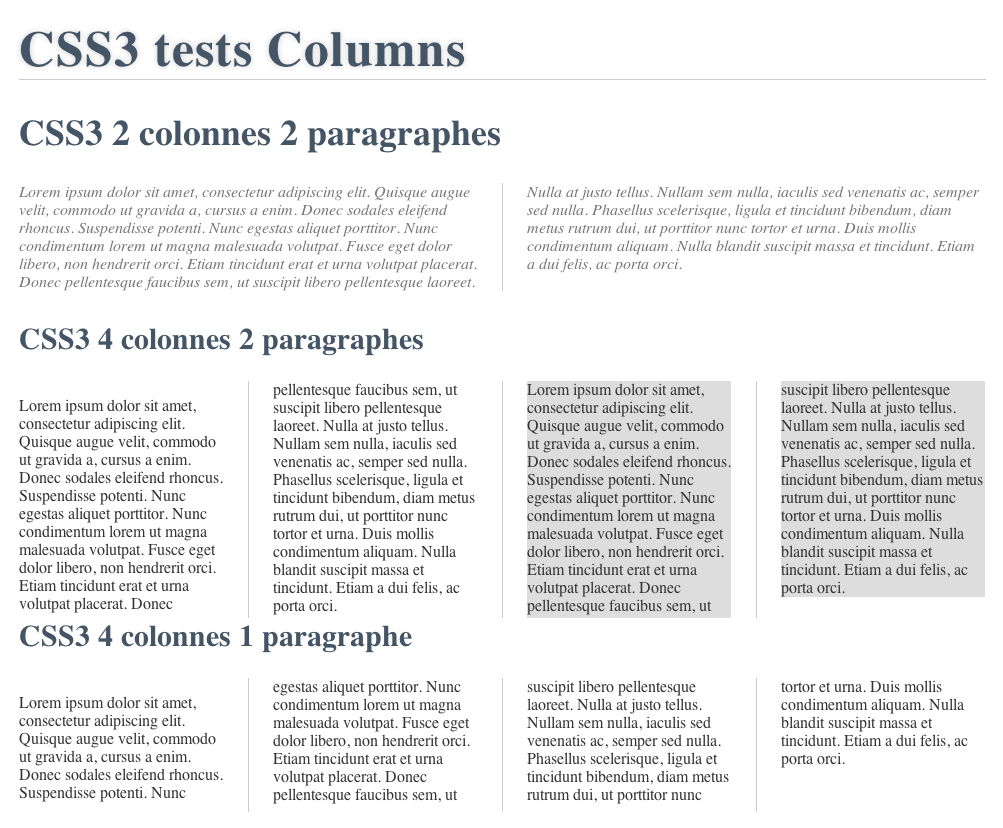 CSS3 tests Columns
CSS3 2 colonnes 2 paragraphes
Lorem ipsum dolor sit amet, consectetur adipiscing elit. Quisque augue
velit, commodo ut gravida a, cursus a enim. Donec sodales eleifend
rhoncus. Suspendisse potenti. Nunc egestas aliquet porttitor. Nunc
condimentum lorem ut magna malesuada volutpat. Fusce eget dolor
libero, non hendrerit orci. Etiam tincidunt erat et urna volutpat placerat.
Donec pellentesque faucibus sem, ut suscipit libero pellentesque laoreet.
Nulla at justo tellus. Nullam sem nulla, iaculis sed venenatis ac, semper
sed nulla. Phasellus scelerisque, ligula et tincidunt bibendum, diam
metus rutrum dui, ut porttitor nunc tortor et urna. Duis mollis
condimentum aliquam. Nulla blandit suscipit massa et tincidunt. Etiam
a dui felis, ac porta orci.
CSS3 4 colonnes 2 paragraphes
Lorem ipsum dolor sit amet,
consectetur adipiscing elit.
Quisque augue velit, commodo
ut gravida a, cursus a enim.
Donec sodales eleifend rhoncus.
Suspendisse potenti. Nunc
egestas aliquet porttitor. Nunc
condimentum lorem ut magna
malesuada volutpat. Fusce eget
dolor libero, non hendrerit orci.
Etiam tincidunt erat et urna
volutpat placerat. Donec
pellentesque faucibus sem, ut
suscipit libero pellentesque
laoreet. Nulla at justo tellus.
Nullam sem nulla, iaculis sed
venenatis ac, semper sed nulla.
Phasellus scelerisque, ligula et
tincidunt bibendum, diam metus
rutrum dui, ut porttitor nunc
tortor et urna. Duis mollis
condimentum aliquam. Nulla
blandit suscipit massa et
tincidunt. Etiam a dui felis, ac
porta orci.
Lorem ipsum dolor sit amet,
consectetur adipiscing elit.
Quisque augue velit, commodo
ut gravida a, cursus a enim.
Donec sodales eleifend rhoncus.
Suspendisse potenti. Nunc
egestas aliquet porttitor. Nunc
condimentum lorem ut magna
malesuada volutpat. Fusce eget
dolor libero, non hendrerit orci.
Etiam tincidunt erat et urna
volutpat placerat. Donec
pellentesque faucibus sem, ut
suscipit libero pellentesque
laoreet. Nulla at justo tellus.
Nullam sem nulla, iaculis sed
venenatis ac, semper sed nulla.
Phasellus scelerisque, ligula et
tincidunt bibendum, diam metus
rutrum dui, ut porttitor nunc
tortor et urna. Duis mollis
condimentum aliquam. Nulla
blandit suscipit massa et
tincidunt. Etiam a dui felis, ac
porta orci.
CSS3 4 colonnes 1 paragraphe
Lorem ipsum dolor sit amet,
consectetur adipiscing elit.
Quisque augue velit, commodo
ut gravida a, cursus a enim.
Donec sodales eleifend rhoncus.
Suspendisse potenti. Nunc
egestas aliquet porttitor. Nunc
condimentum lorem ut magna
malesuada volutpat. Fusce eget
dolor libero, non hendrerit orci.
Etiam tincidunt erat et urna
volutpat placerat. Donec
pellentesque faucibus sem, ut
suscipit libero pellentesque
laoreet. Nulla at justo tellus.
Nullam sem nulla, iaculis sed
venenatis ac, semper sed nulla.
Phasellus scelerisque, ligula et
tincidunt bibendum, diam metus
rutrum dui, ut porttitor nunc
tortor et urna. Duis mollis
condimentum aliquam. Nulla
blandit suscipit massa et
tincidunt. Etiam a dui felis, ac
porta orci.